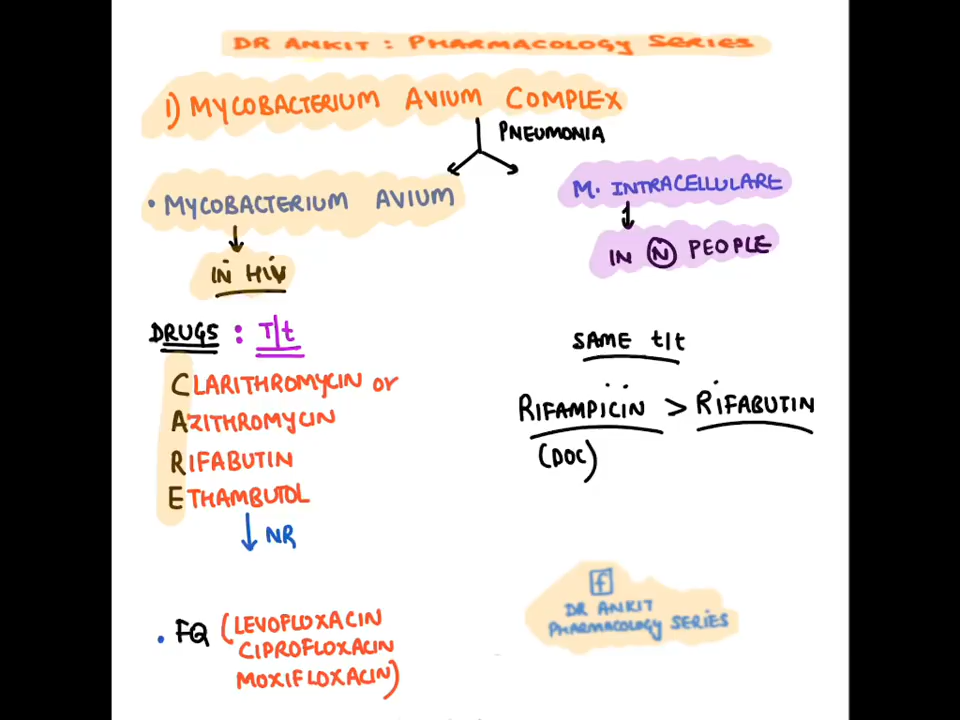 DR ANKIT : PHARMACOLOGY SERIES
1) MYCOBACTERIUM AVIUM COMPLEX
PNEUMONIA
• MYCOBACTERIUM AVIUM
IN HIV
DRUGS : T/t
CLARITHROMYCIN or
AZITHROMYCIN
RIFABUTIN
ETHAMBUTOL
NR
• FQ (LEVOFLOXACIN
CIPROFLOXACIN
MOXIFLOXACIN)
M. INTRACELLULARE
IN N PEOPLE
SAME t/t
RIFAMPICIN > RIFABUTIN
(DOC)
f
DR ANKIT
PHARMACOLOGY SERIES